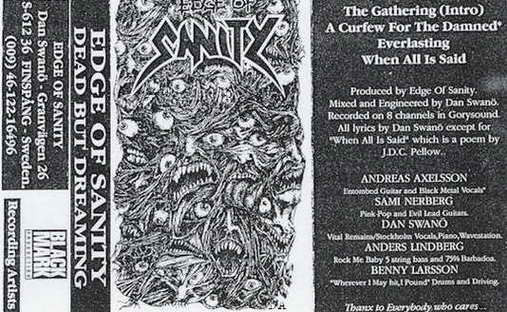 Dan Swanö - Granvägen 26
S-612 36 FINSPÅNG - Sweden.
(009) 46-122-16496
EDGE OF SANITY
Recording Artists
BLACK MARK
EDGE OF SANITY
DEAD BUT DREAMING
EDGE OF
SANITY
The Gathering (Intro)
A Curfew For The Damned*
Everlasting
When All Is Said
Produced by Edge Of Sanity.
Mixed and Engineered by Dan Swanö.
Recorded on 8 channels in Gorysound.
All lyrics by Dan Swanö except for
"When All Is Said" which is a poem by
J.D.C. Pellow..
ANDREAS AXELSSON
Entombed Guitar and Black Metal Vocals*
SAMI NERBERG
Pink-Pop and Evil Lead Guitars.
DAN SWANÖ
Vital Remains/Stockholm Vocals,Piano,Wavestation.
ANDERS LINDBERG
Rock Me Baby 5 string bass and 75% Barbadoa.
BENNY LARSSON
"Wherever I May hit,I Pound" Drums and Driving.
Thanx to Everybody who cares ..